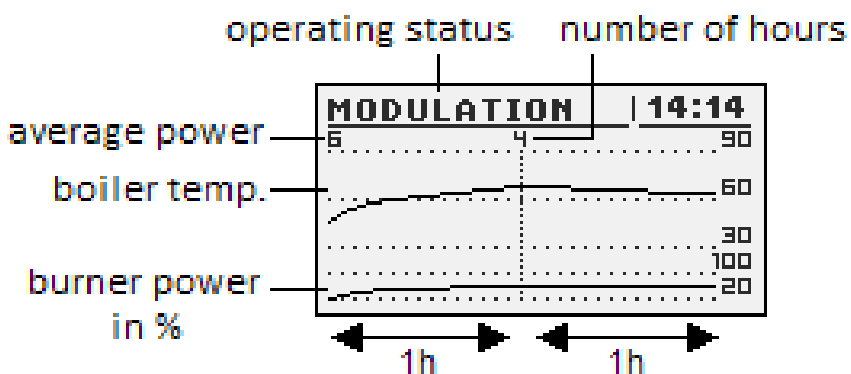 operating status number of hours
MODULATION 14:14
average power 6 4 90
boiler temp. 60
30
100
burner power 20
in %
1h 1h